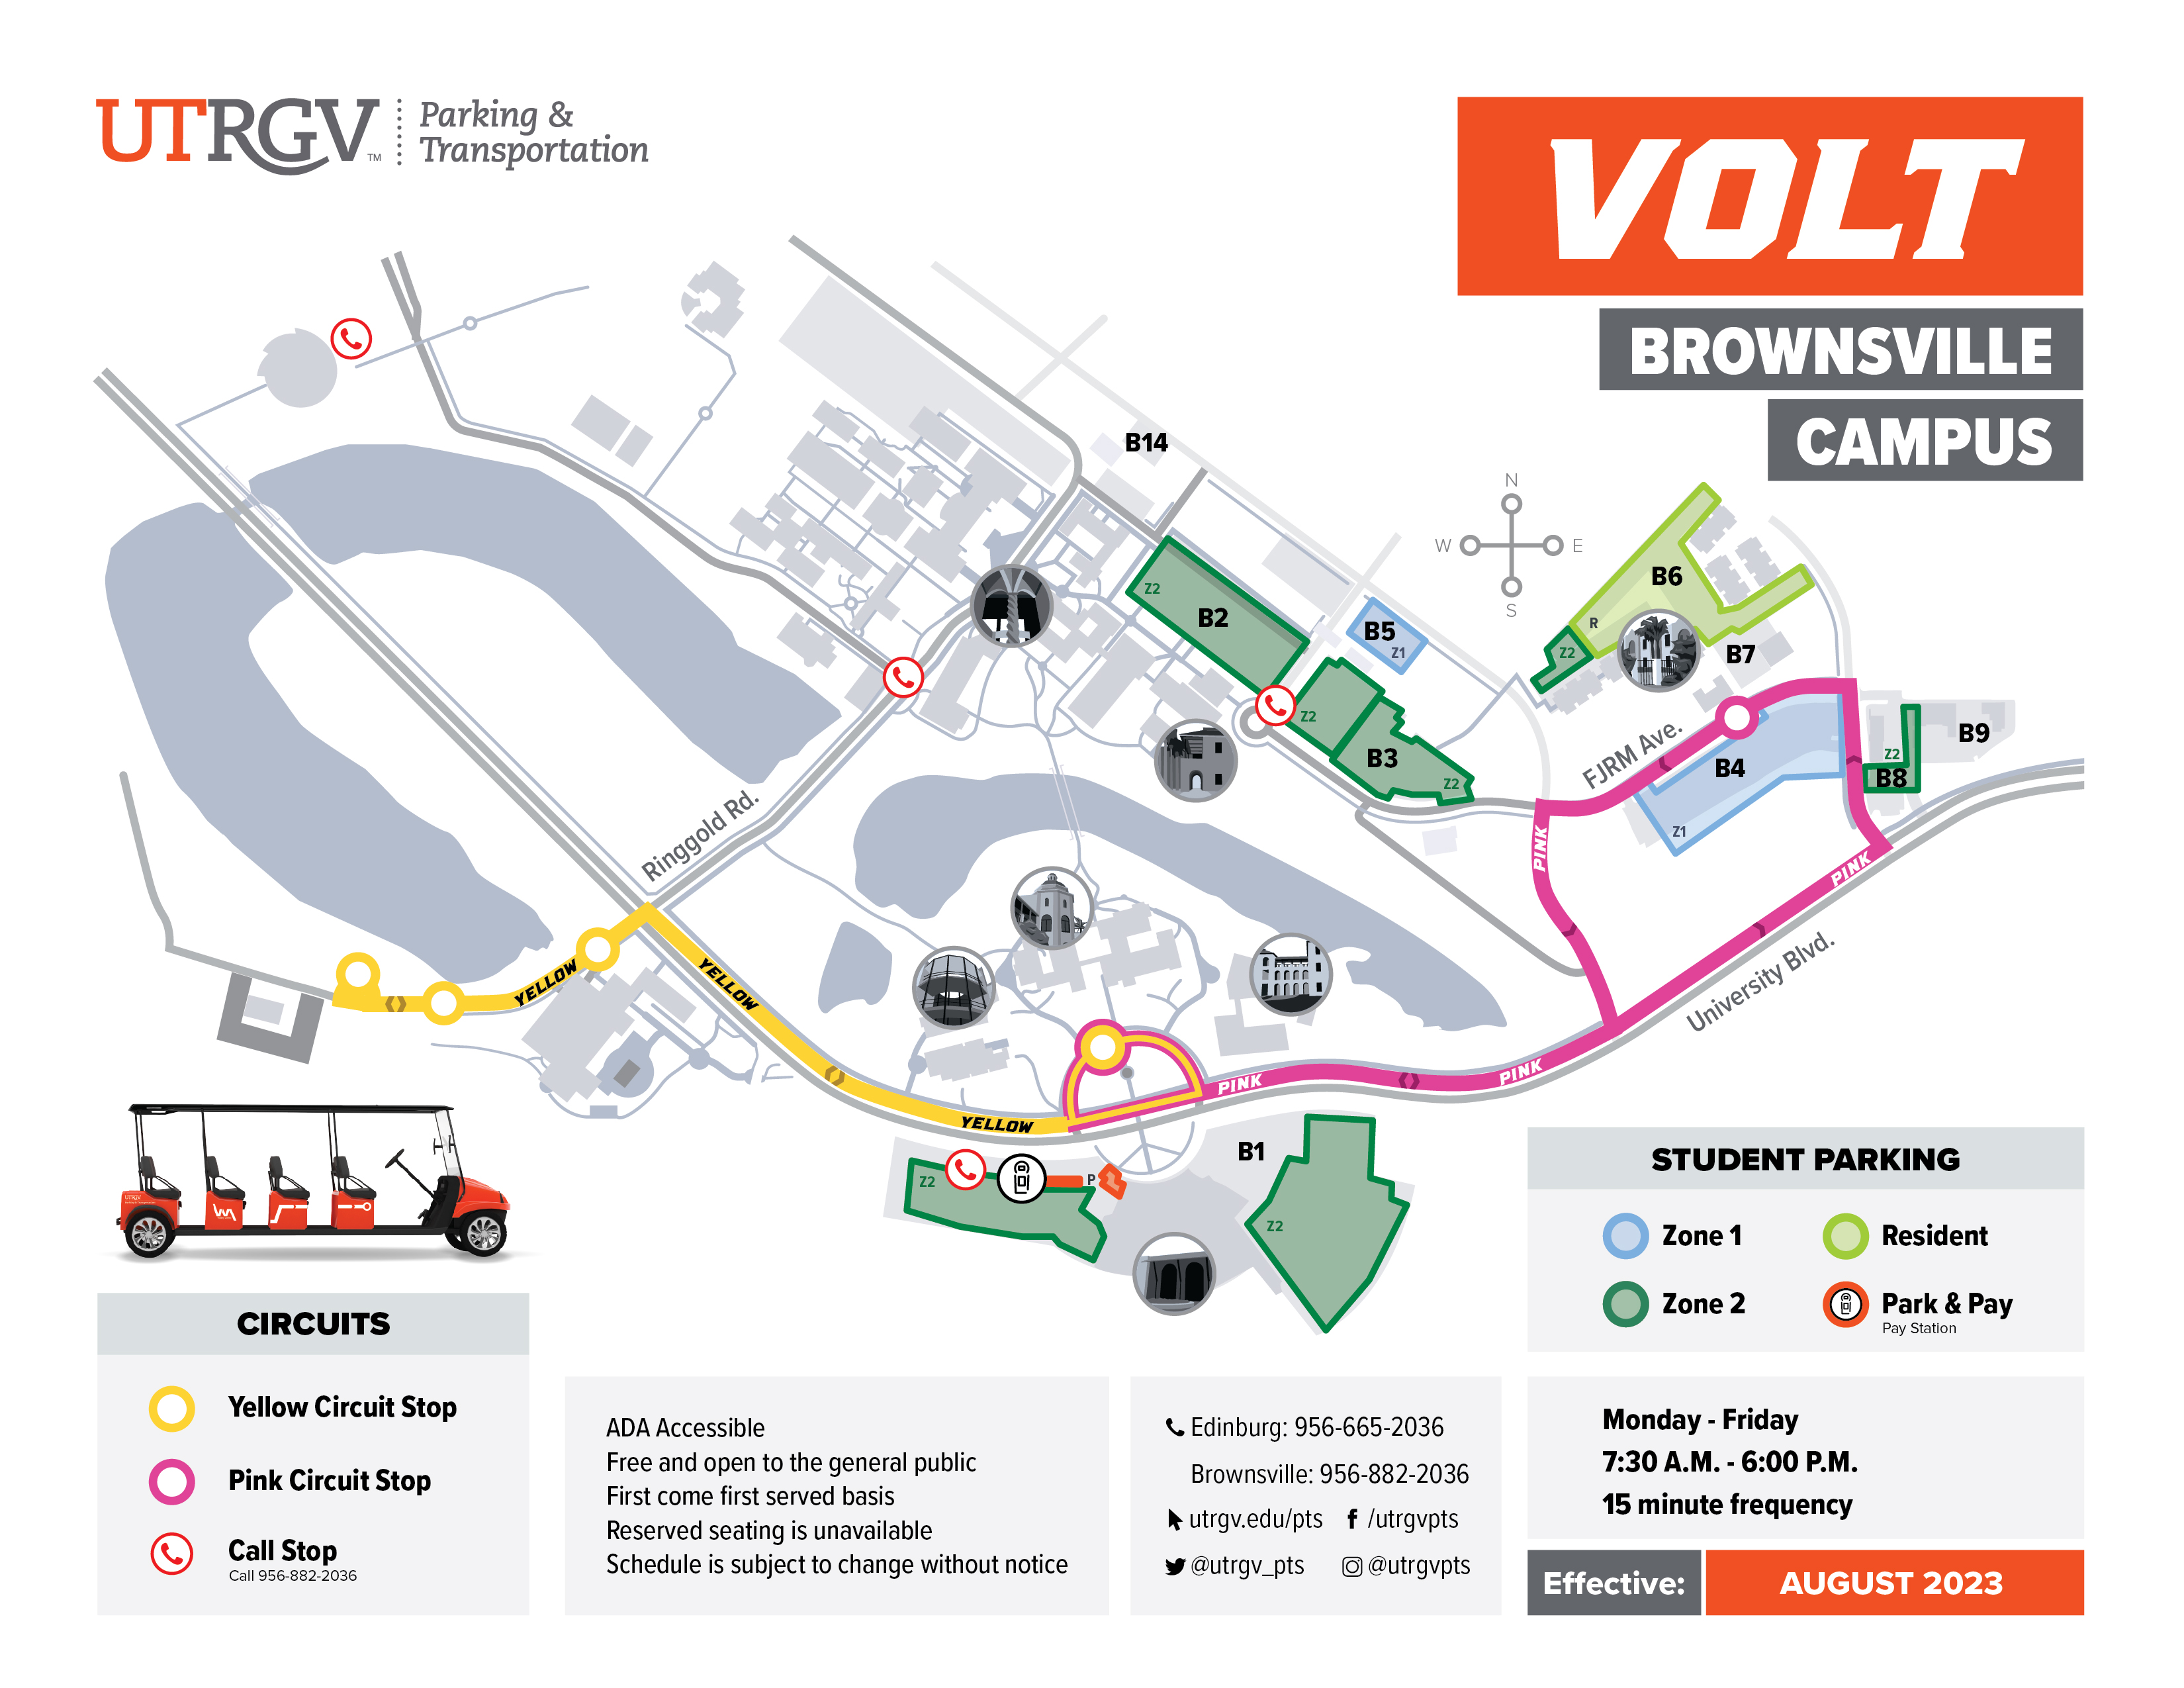 UTRGV™
Parking &
Transportation
VOLT
BROWNSVILLE
CAMPUS
B14
N
W E
S
B6
R
Z2
B7
Z2
B2
B5
Z1
Z2
B3
Z2
FJRM Ave.
B4
Z1
B9
Z2
B8
PINK
PINK
University Blvd.
Ringgold Rd.
YELLOW
YELLOW
PINK
PINK
YELLOW
B1
Z2
P
Z2
UTRGV
CIRCUITS
Yellow Circuit Stop
Pink Circuit Stop
Call Stop
Call 956-882-2036
ADA Accessible
Free and open to the general public
First come first served basis
Reserved seating is unavailable
Schedule is subject to change without notice
Edinburg: 956-665-2036
Brownsville: 956-882-2036
utrgv.edu/pts /utrgvpts
@utrgv_pts @utrgvpts
STUDENT PARKING
Zone 1
Resident
Zone 2
Park & Pay
Pay Station
Monday - Friday
7:30 A.M. - 6:00 P.M.
15 minute frequency
Effective: AUGUST 2023